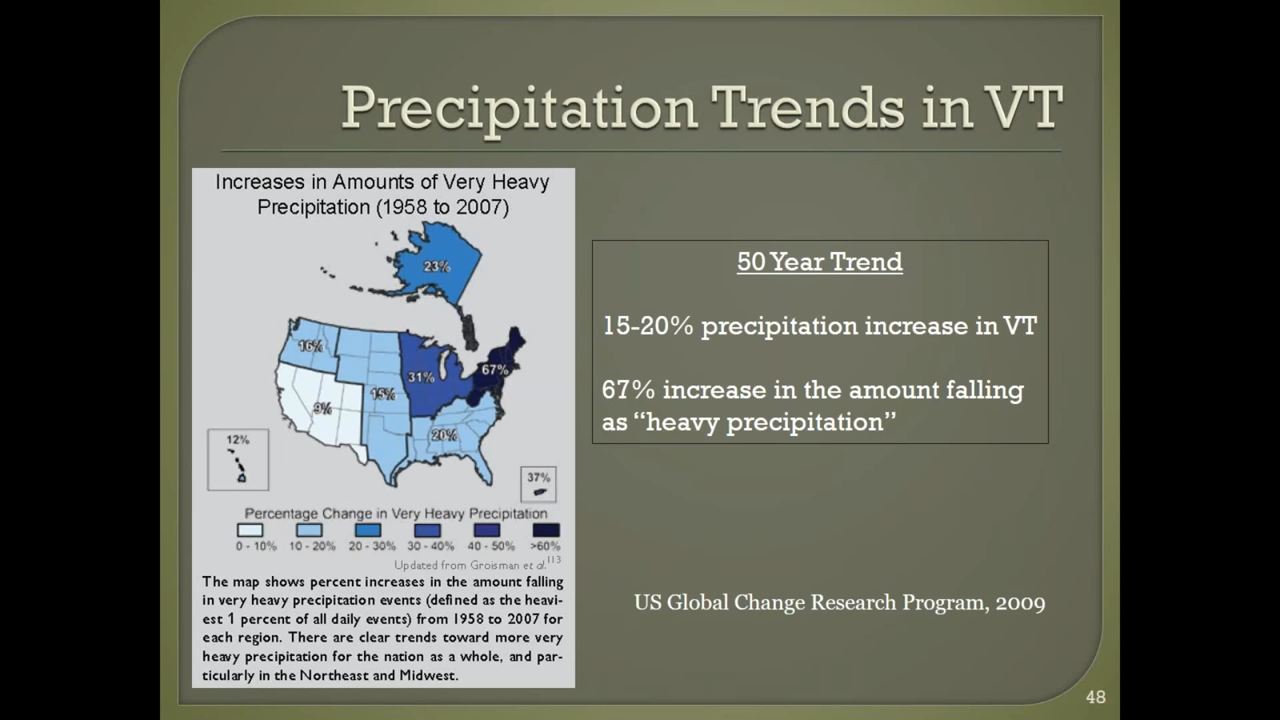 Precipitation Trends in VT
Increases in Amounts of Very Heavy
Precipitation (1958 to 2007)
23%
16%
67%
31%
15%
9%
20%
12%
37%
Percentage Change in Very Heavy Precipitation
0 - 10% 10 - 20% 20 - 30% 30 - 40% 40 - 50% >60%
Updated from Groisman et al.113
The map shows percent increases in the amount falling
in very heavy precipitation events (defined as the heavi-
est 1 percent of all daily events) from 1958 to 2007 for
each region. There are clear trends toward more very
heavy precipitation for the nation as a whole, and par-
ticularly in the Northeast and Midwest.
50 Year Trend
15-20% precipitation increase in VT
67% increase in the amount falling
as “heavy precipitation”
US Global Change Research Program, 2009
48